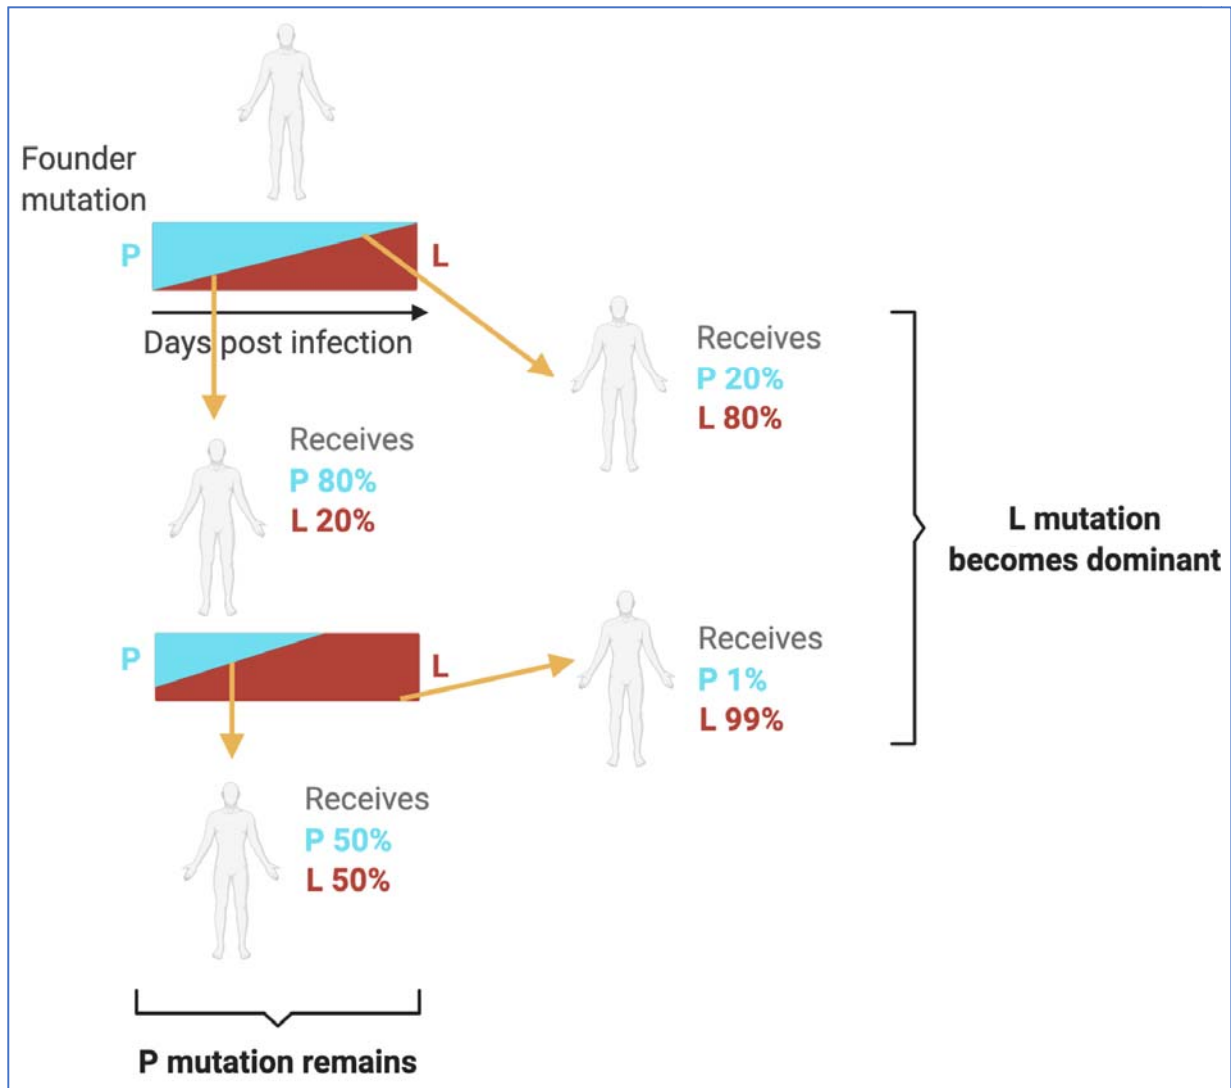 Founder
mutation
P
L
Days post infection
Receives
P 20%
L 80%
Receives
P 80%
L 20%
L mutation
becomes dominant
P
L
Receives
P 1%
L 99%
Receives
P 50%
L 50%
P mutation remains